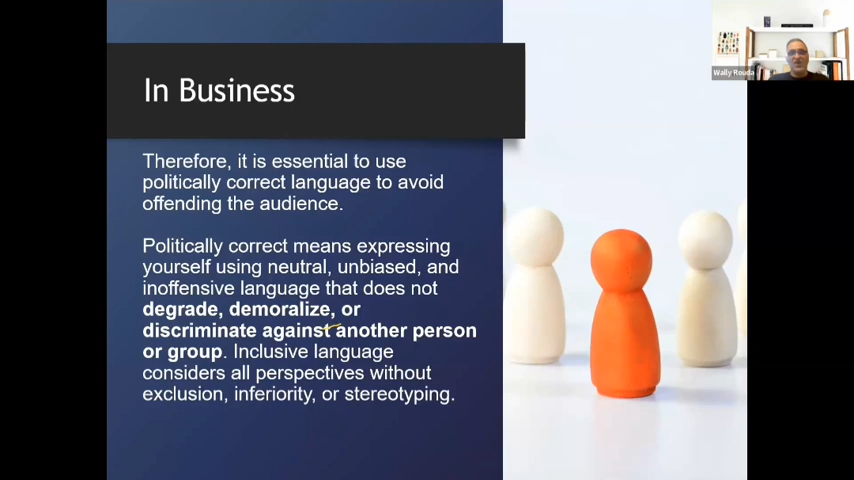 In Business
Therefore, it is essential to use
politically correct language to avoid
offending the audience.
Politically correct means expressing
yourself using neutral, unbiased, and
inoffensive language that does not
degrade, demoralize, or
discriminate against another person
or group. Inclusive language
considers all perspectives without
exclusion, inferiority, or stereotyping.
Wally Rouda